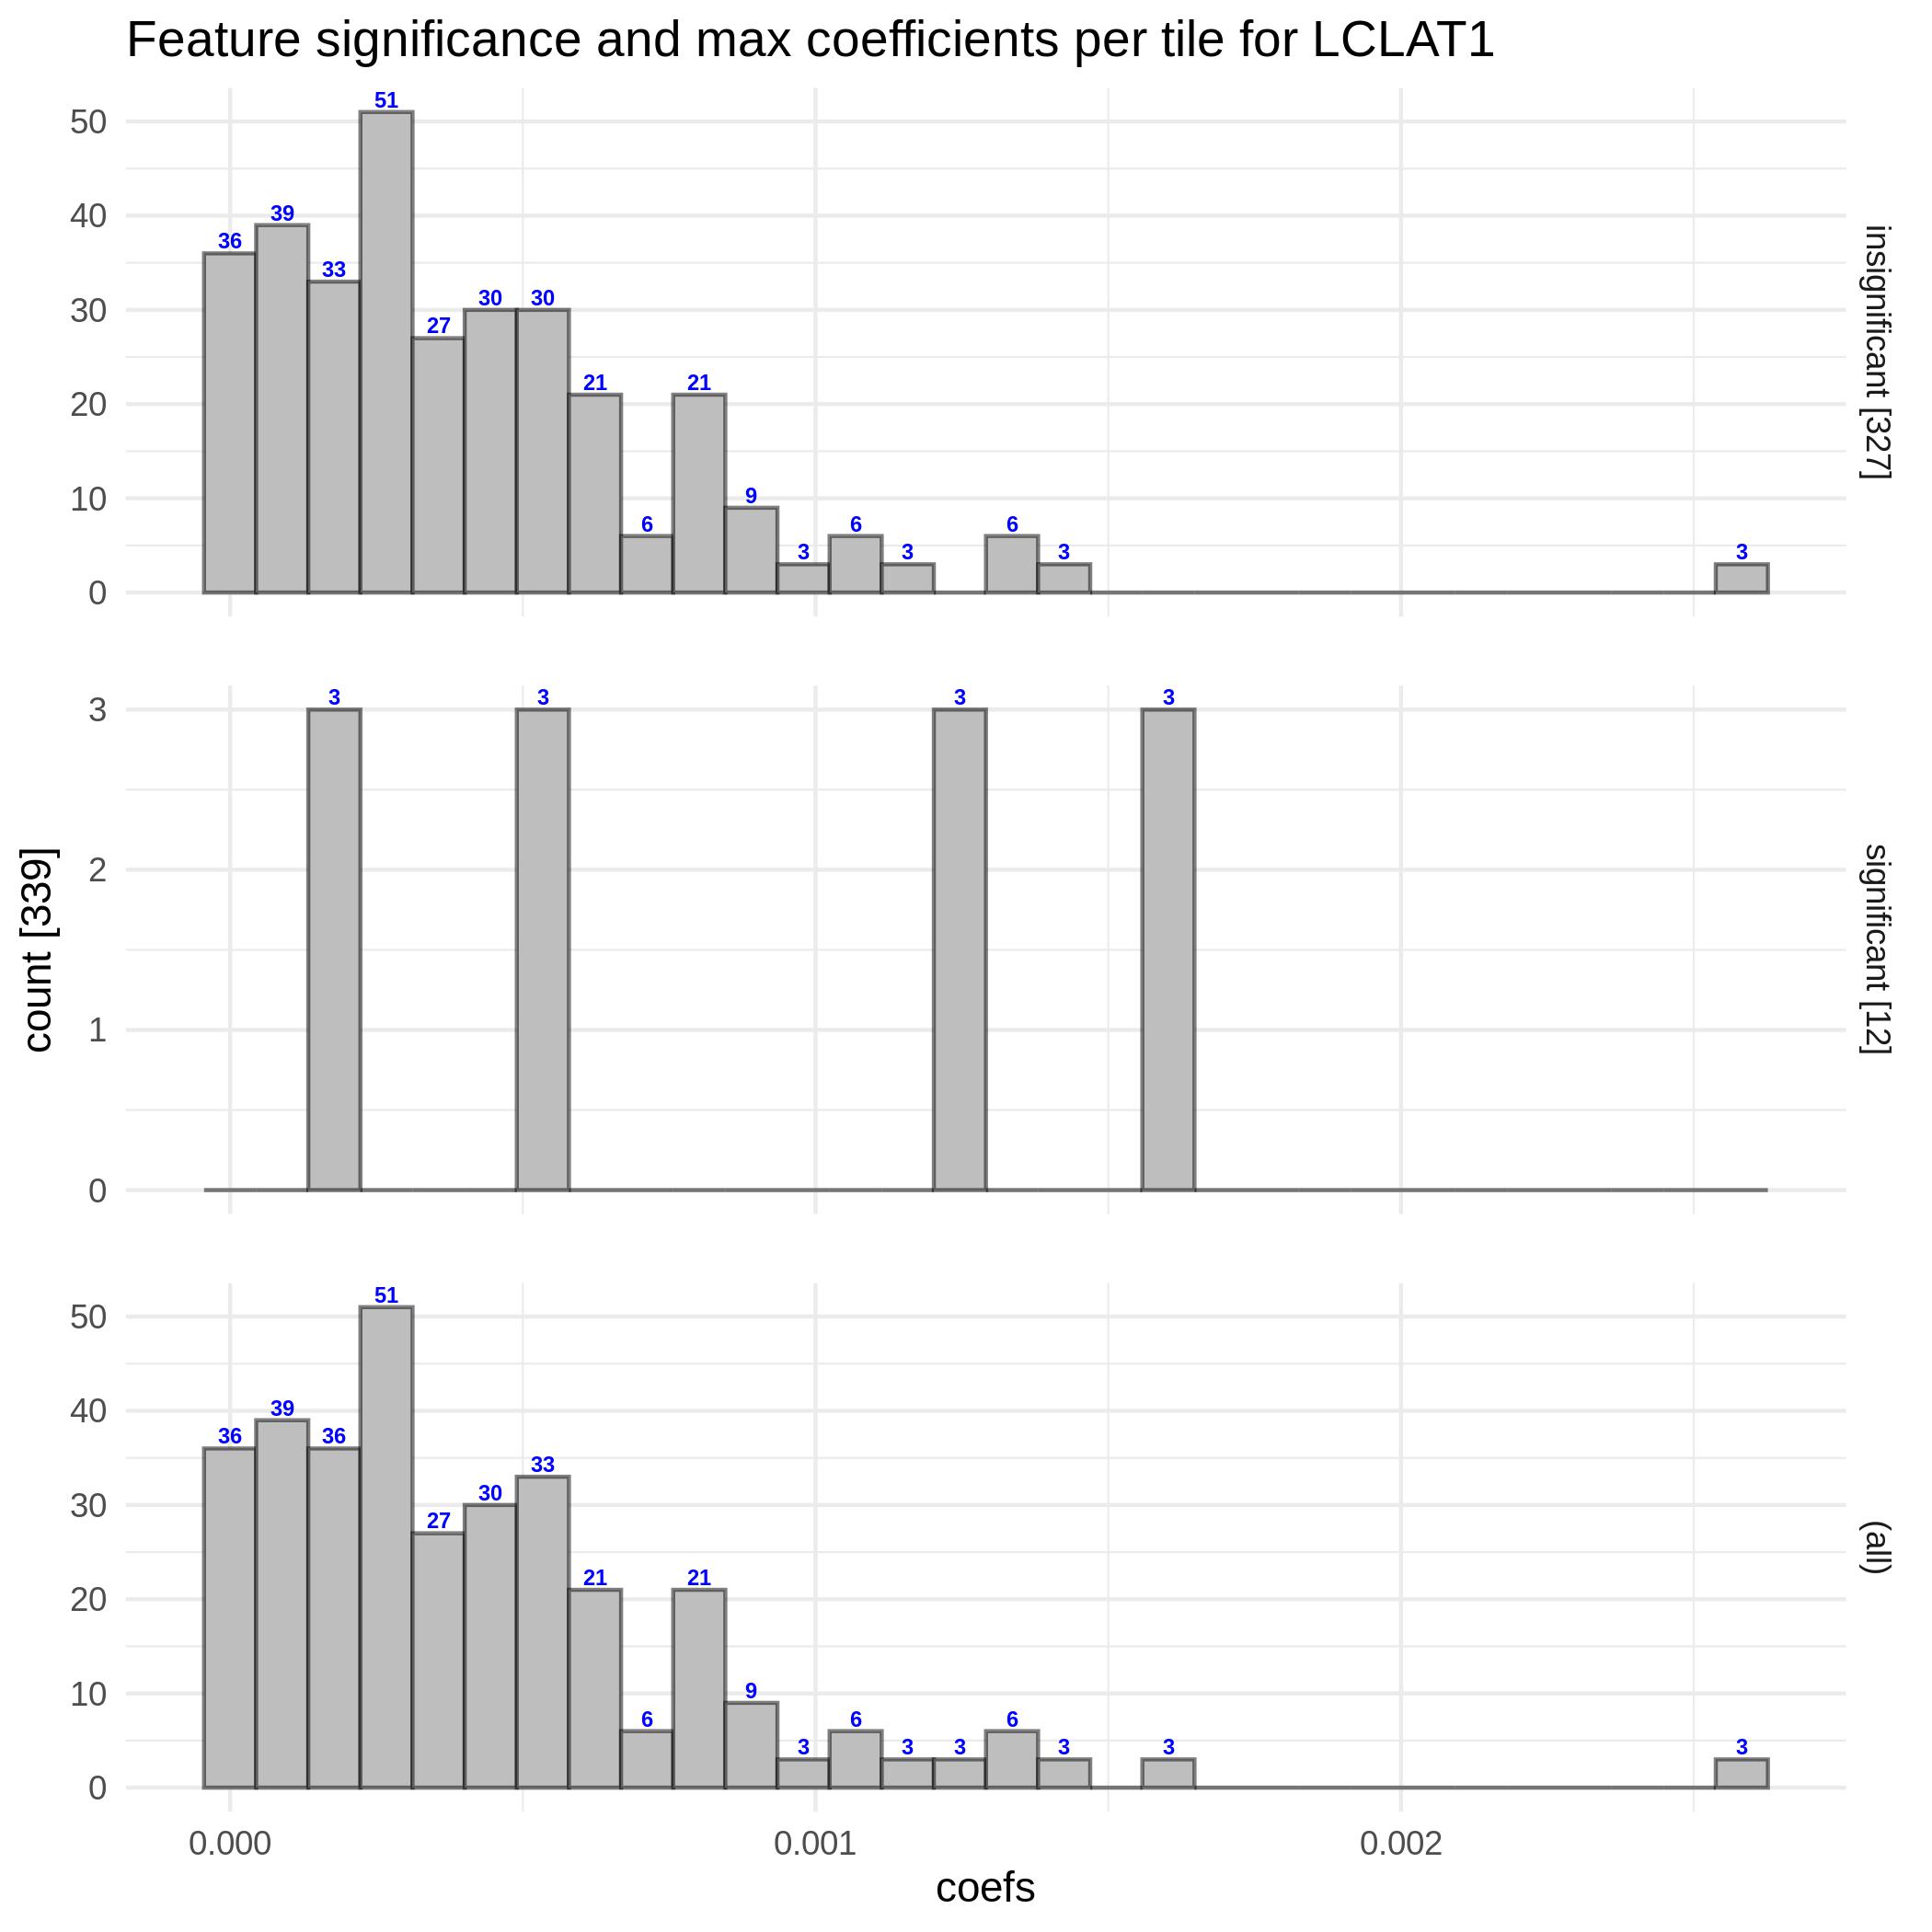 Feature significance and max coefficients per tile for LCLAT1
51
50
39
40
36
33
30 30
30
27
21 21
20
9
10
6 6 6
3 3 3 3
0
insignificant [327]
3 3 3 3
3
2
1
0
significant [12]
count [339]
51
50
39
40
36 36
33
30
30
27
21 21
20
9
10
6 6 6
3 3 3 3 3 3
0
(all)
0.000 0.001 0.002
coefs